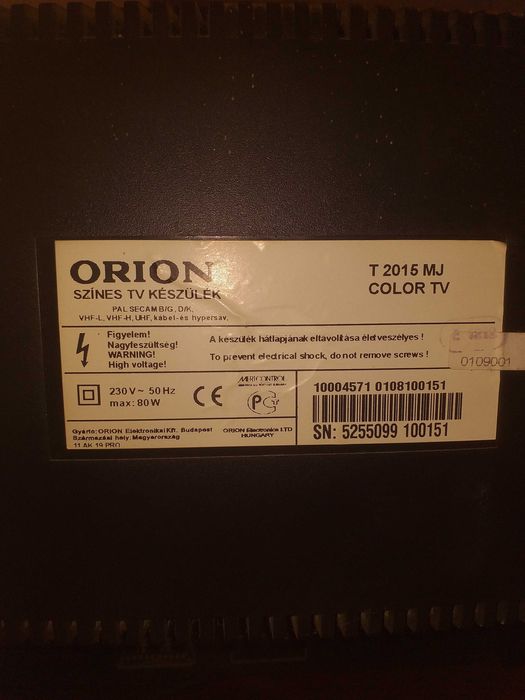 ORION
SZÍNES TV KÉSZÜLÉK
PAL SECAM B/G, D/K,
VHF-L, VHF-H, UHF, kábel-és hypersáv,
T 2015 MJ
COLOR TV
Figyelem!
Nagyfeszültség!
WARNING!
High voltage!
A készülék hátlapjának eltávolítása életveszélyes !
To prevent electrical shock, do not remove screws !
0109001
230 V ~ 50 Hz
max: 80W
CE
MERTCONTROL
10004571 0108100151
SN: 5255099 100151
Gyártó: ORION Elektronikai Kft. Budapest
Származási hely: Magyarország
11 AK 19 PRO
ORION Electronics LTD
HUNGARY